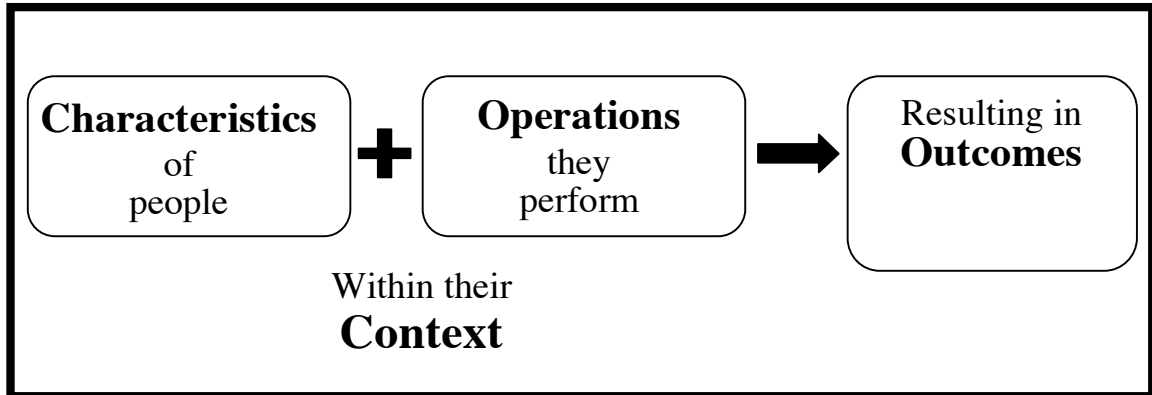 Characteristics
of
people
Operations
they
perform
Resulting in
Outcomes
Within their
Context